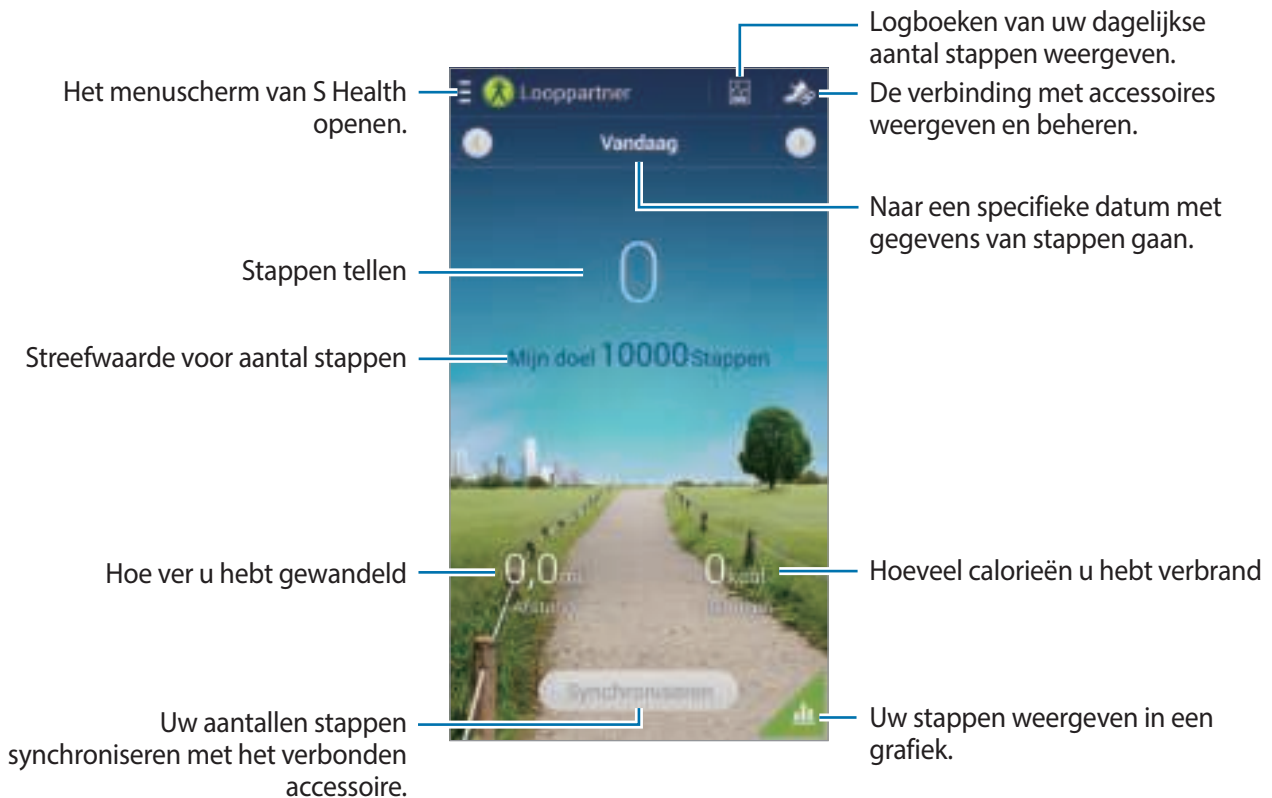 Logboeken van uw dagelijkse
aantal stappen weergeven.
Het menuscherm van S Health
openen.
Looppartner
De verbinding met accessoires
weergeven en beheren.
Vandaag
Naar een specifieke datum met
gegevens van stappen gaan.
Stappen tellen
0
Streefwaarde voor aantal stappen
Mijn doel 10000 Stappen
Hoe ver u hebt gewandeld
0,0 mi
Afstand
0 kcal
Hoeveel calorieën u hebt verbrand
Synchroniseren
Uw aantallen stappen
synchroniseren met het verbonden
accessoire.
Uw stappen weergeven in een
grafiek.